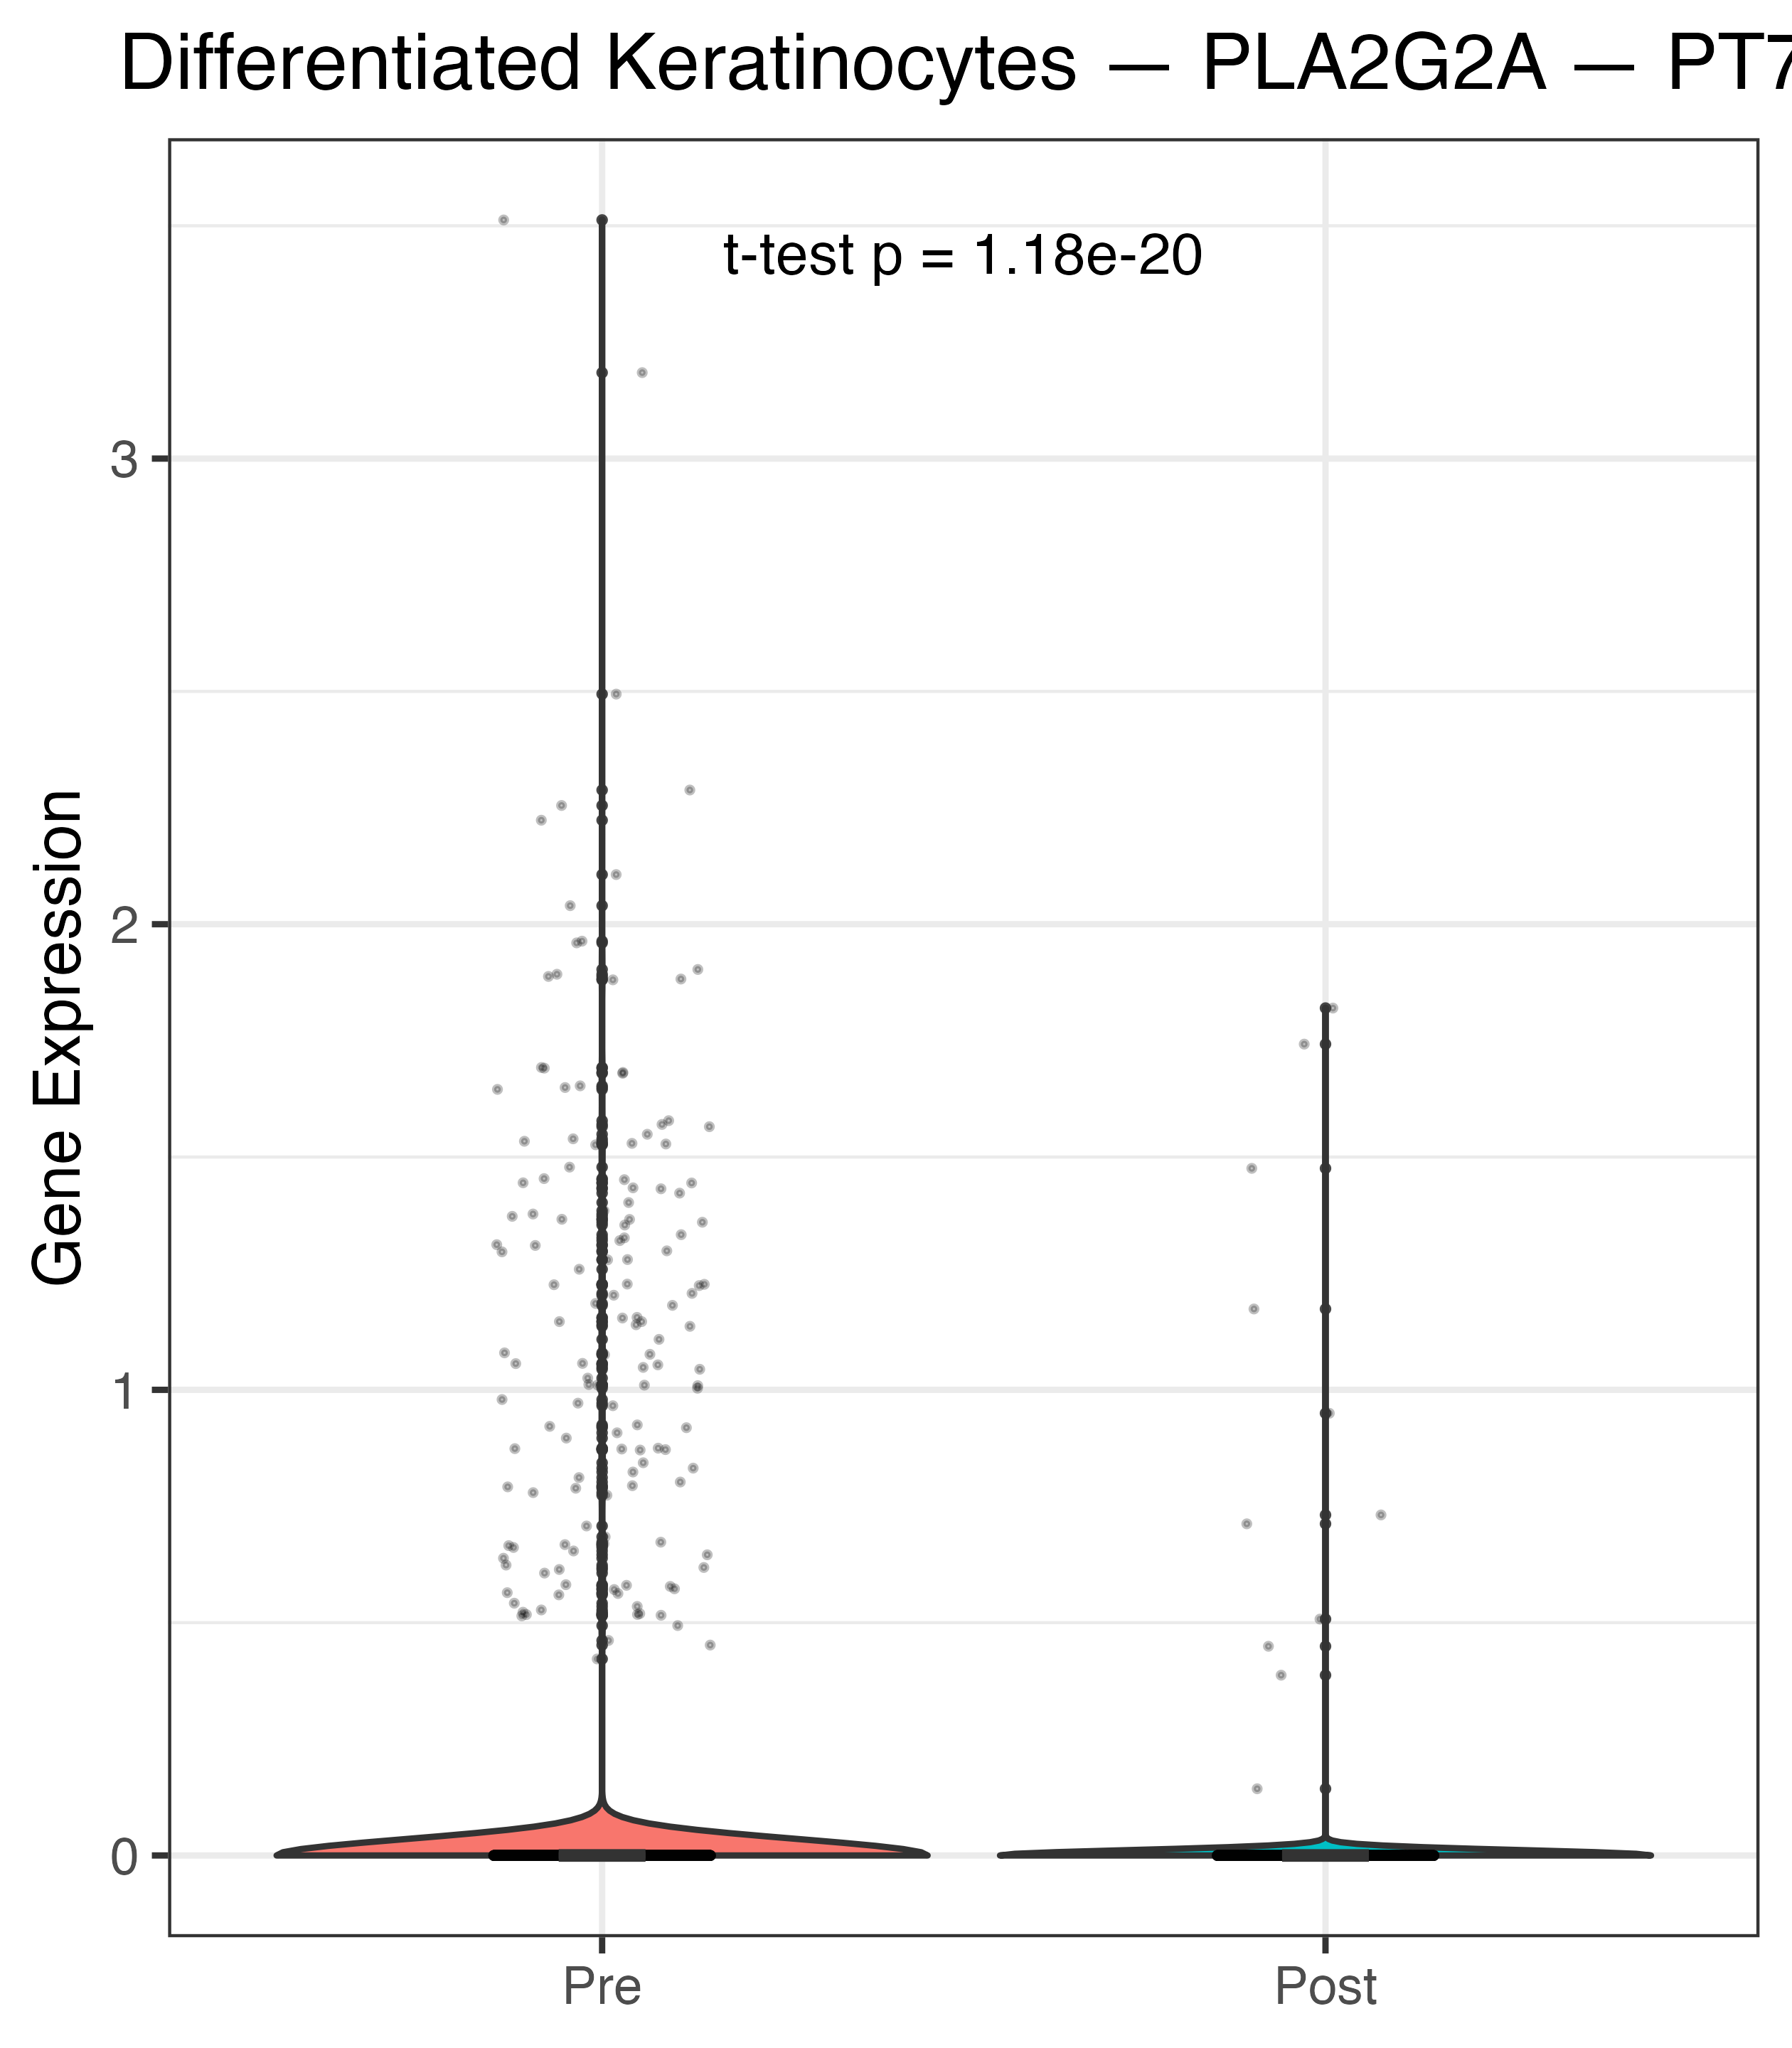 Differentiated Keratinocytes — PLA2G2A — PT7
t-test p = 1.18e-20
Gene Expression
3
2
1
0
Pre
Post